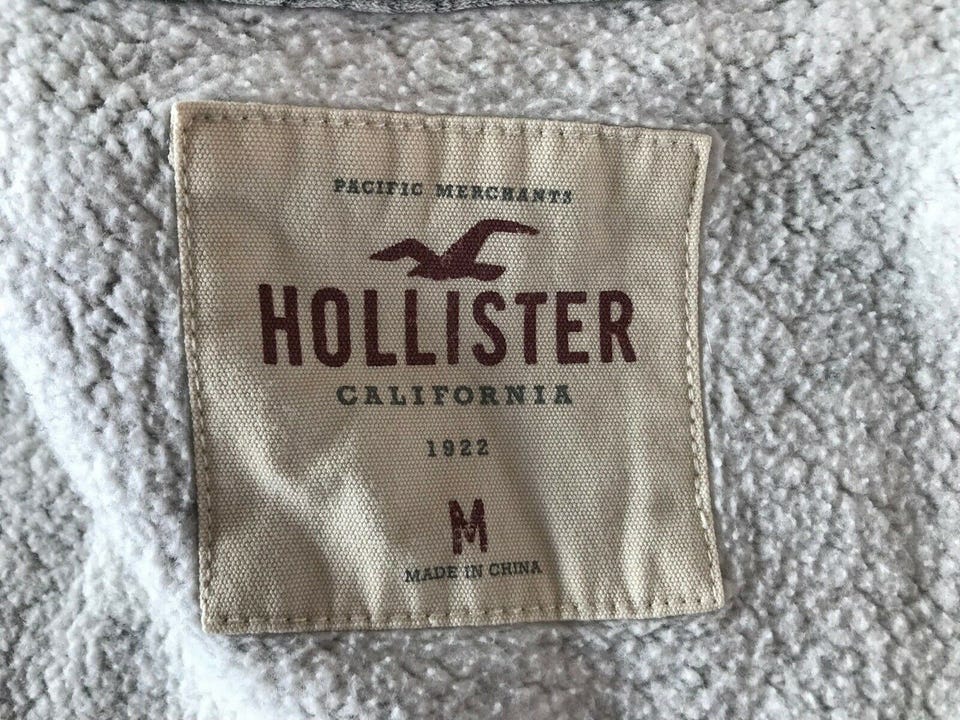 PACIFIC MERCHANTS
HOLLISTER
CALIFORNIA
1922
M
MADE IN CHINA